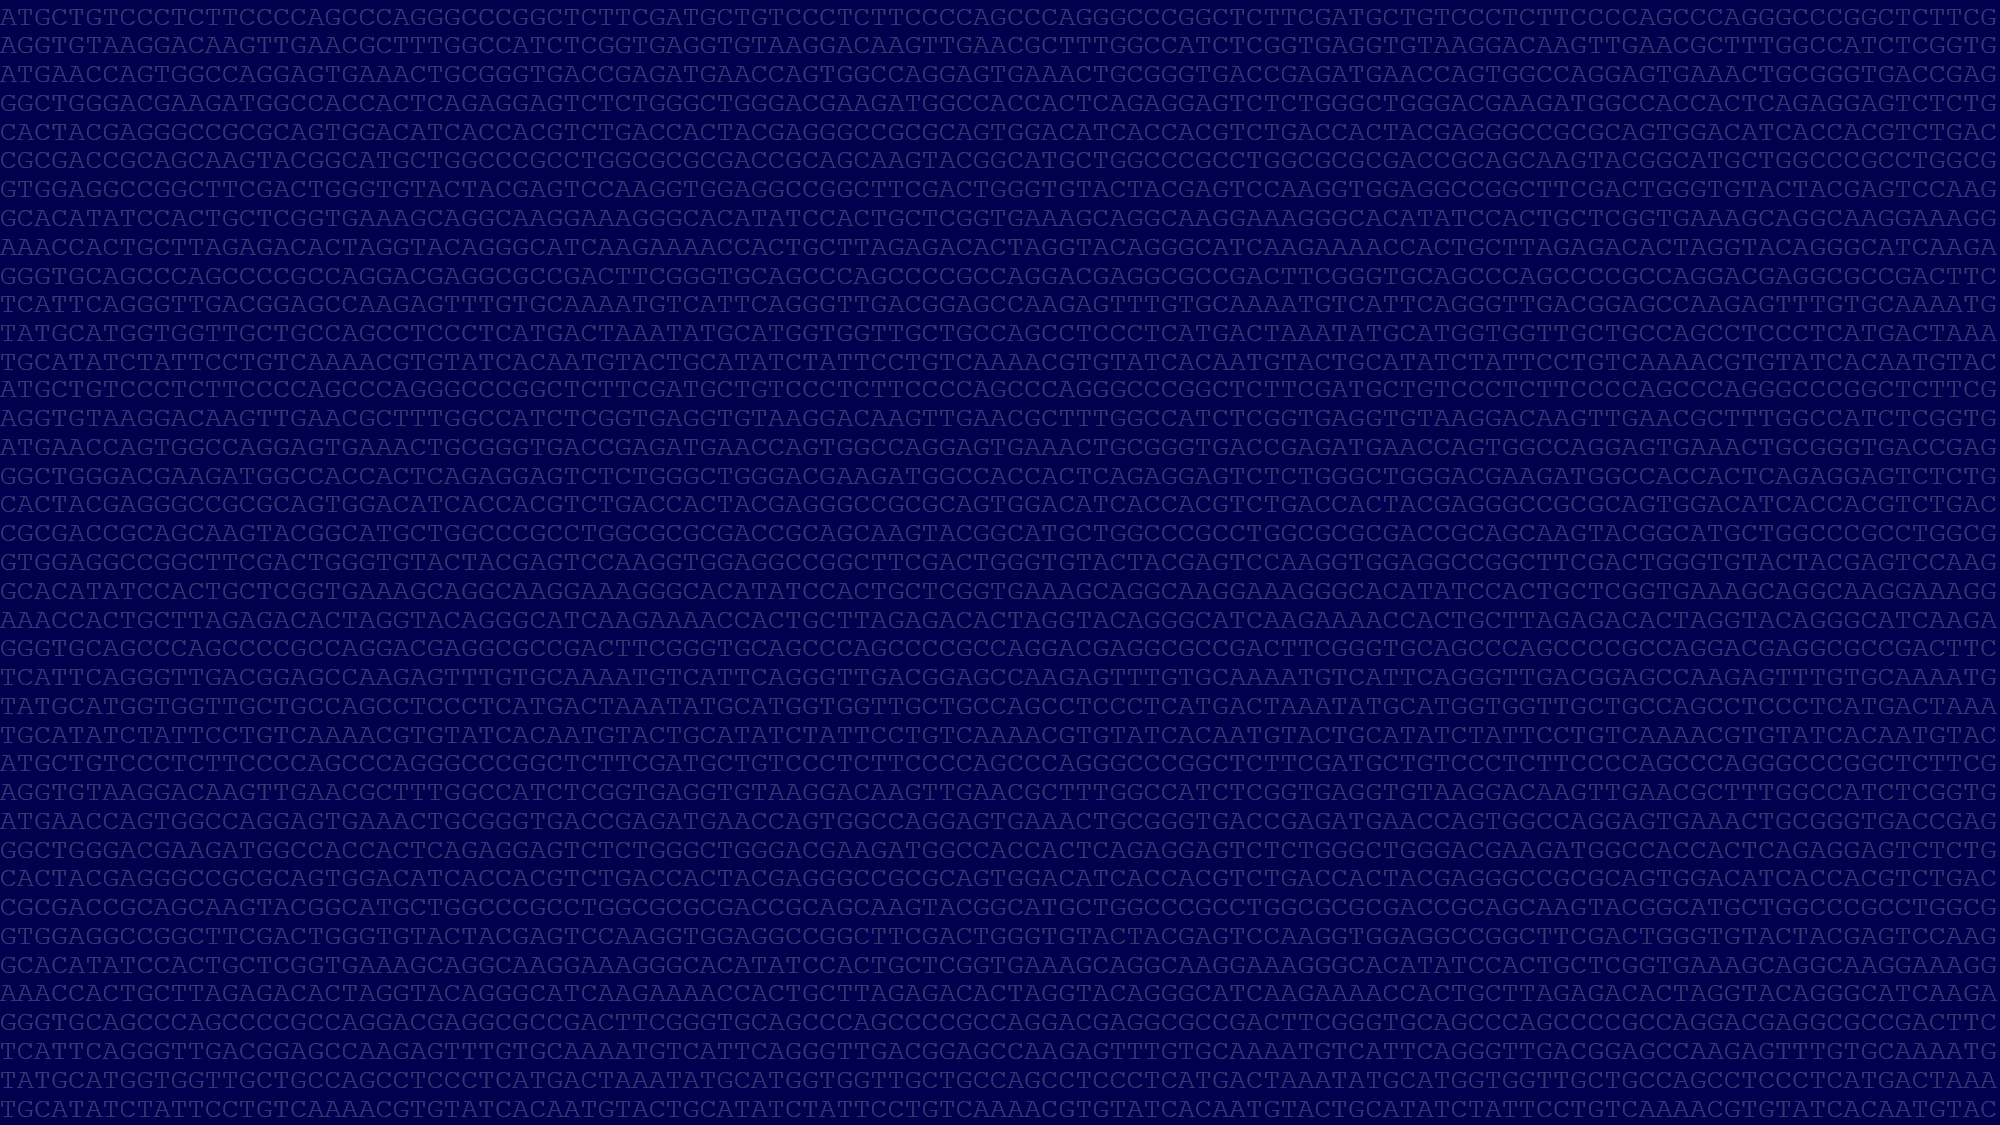 ATGCTGTCCCTCTTCCCCAGCCCAGGGCCCGGCTCTTCGATGCTGTCCCTCTTCCCCAGCCCAGGGCCCGGCTCTTCGATGCTGTCCCTCTTCCCCAGCCCAGGGCCCGGCTCTTCG
AGGTGTAAGGACAAGTTGAACGCTTTGGCCATCTCGGTGAGGTGTAAGGACAAGTTGAACGCTTTGGCCATCTCGGTGAGGTGTAAGGACAAGTTGAACGCTTTGGCCATCTCGGTG
ATGAACCAGTGGCCAGGAGTGAAACTGCGGGTGACCGAGATGAACCAGTGGCCAGGAGTGAAACTGCGGGTGACCGAGATGAACCAGTGGCCAGGAGTGAAACTGCGGGTGACCGAG
GGCTGGGACGAAGATGGCCACCACTCAGAGGAGTCTCTGGGCTGGGACGAAGATGGCCACCACTCAGAGGAGTCTCTGGGCTGGGACGAAGATGGCCACCACTCAGAGGAGTCTCTG
CACTACGAGGGCCGCGCAGTGGACATCACCACGTCTGACCACTACGAGGGCCGCGCAGTGGACATCACCACGTCTGACCACTACGAGGGCCGCGCAGTGGACATCACCACGTCTGAC
CGCGACCGCAGCAAGTACGGCATGCTGGCCCGCCTGGCGCGCGACCGCAGCAAGTACGGCATGCTGGCCCGCCTGGCGCGCGACCGCAGCAAGTACGGCATGCTGGCCCGCCTGGCG
GTGGAGGCCGGCTTCGACTGGGTGTACTACGAGTCCAAGGTGGAGGCCGGCTTCGACTGGGTGTACTACGAGTCCAAGGTGGAGGCCGGCTTCGACTGGGTGTACTACGAGTCCAAG
GCACATATCCACTGCTCGGTGAAAGCAGGCAAGGAAAGGGCACATATCCACTGCTCGGTGAAAGCAGGCAAGGAAAGGGCACATATCCACTGCTCGGTGAAAGCAGGCAAGGAAAGG
AAACCACTGCTTAGAGACACTAGGTACAGGGCATCAAGAAAACCACTGCTTAGAGACACTAGGTACAGGGCATCAAGAAAACCACTGCTTAGAGACACTAGGTACAGGGCATCAAGA
GGGTGCAGCCCAGCCCCGCCAGGACGAGGCGCCGACTTCGGGTGCAGCCCAGCCCCGCCAGGACGAGGCGCCGACTTCGGGTGCAGCCCAGCCCCGCCAGGACGAGGCGCCGACTTC
TCATTCAGGGTTGACGGAGCCAAGAGTTTGTGCAAAATGTCATTCAGGGTTGACGGAGCCAAGAGTTTGTGCAAAATGTCATTCAGGGTTGACGGAGCCAAGAGTTTGTGCAAAATG
TATGCATGGTGGTTGCTGCCAGCCTCCCTCATGACTAAATATGCATGGTGGTTGCTGCCAGCCTCCCTCATGACTAAATATGCATGGTGGTTGCTGCCAGCCTCCCTCATGACTAAA
TGCATATCTATTCCTGTCAAAACGTGTATCACAATGTACTGCATATCTATTCCTGTCAAAACGTGTATCACAATGTACTGCATATCTATTCCTGTCAAAACGTGTATCACAATGTAC
ATGCTGTCCCTCTTCCCCAGCCCAGGGCCCGGCTCTTCGATGCTGTCCCTCTTCCCCAGCCCAGGGCCCGGCTCTTCGATGCTGTCCCTCTTCCCCAGCCCAGGGCCCGGCTCTTCG
AGGTGTAAGGACAAGTTGAACGCTTTGGCCATCTCGGTGAGGTGTAAGGACAAGTTGAACGCTTTGGCCATCTCGGTGAGGTGTAAGGACAAGTTGAACGCTTTGGCCATCTCGGTG
ATGAACCAGTGGCCAGGAGTGAAACTGCGGGTGACCGAGATGAACCAGTGGCCAGGAGTGAAACTGCGGGTGACCGAGATGAACCAGTGGCCAGGAGTGAAACTGCGGGTGACCGAG
GGCTGGGACGAAGATGGCCACCACTCAGAGGAGTCTCTGGGCTGGGACGAAGATGGCCACCACTCAGAGGAGTCTCTGGGCTGGGACGAAGATGGCCACCACTCAGAGGAGTCTCTG
CACTACGAGGGCCGCGCAGTGGACATCACCACGTCTGACCACTACGAGGGCCGCGCAGTGGACATCACCACGTCTGACCACTACGAGGGCCGCGCAGTGGACATCACCACGTCTGAC
CGCGACCGCAGCAAGTACGGCATGCTGGCCCGCCTGGCGCGCGACCGCAGCAAGTACGGCATGCTGGCCCGCCTGGCGCGCGACCGCAGCAAGTACGGCATGCTGGCCCGCCTGGCG
GTGGAGGCCGGCTTCGACTGGGTGTACTACGAGTCCAAGGTGGAGGCCGGCTTCGACTGGGTGTACTACGAGTCCAAGGTGGAGGCCGGCTTCGACTGGGTGTACTACGAGTCCAAG
GCACATATCCACTGCTCGGTGAAAGCAGGCAAGGAAAGGGCACATATCCACTGCTCGGTGAAAGCAGGCAAGGAAAGGGCACATATCCACTGCTCGGTGAAAGCAGGCAAGGAAAGG
AAACCACTGCTTAGAGACACTAGGTACAGGGCATCAAGAAAACCACTGCTTAGAGACACTAGGTACAGGGCATCAAGAAAACCACTGCTTAGAGACACTAGGTACAGGGCATCAAGA
GGGTGCAGCCCAGCCCCGCCAGGACGAGGCGCCGACTTCGGGTGCAGCCCAGCCCCGCCAGGACGAGGCGCCGACTTCGGGTGCAGCCCAGCCCCGCCAGGACGAGGCGCCGACTTC
TCATTCAGGGTTGACGGAGCCAAGAGTTTGTGCAAAATGTCATTCAGGGTTGACGGAGCCAAGAGTTTGTGCAAAATGTCATTCAGGGTTGACGGAGCCAAGAGTTTGTGCAAAATG
TATGCATGGTGGTTGCTGCCAGCCTCCCTCATGACTAAATATGCATGGTGGTTGCTGCCAGCCTCCCTCATGACTAAATATGCATGGTGGTTGCTGCCAGCCTCCCTCATGACTAAA
TGCATATCTATTCCTGTCAAAACGTGTATCACAATGTACTGCATATCTATTCCTGTCAAAACGTGTATCACAATGTACTGCATATCTATTCCTGTCAAAACGTGTATCACAATGTAC
ATGCTGTCCCTCTTCCCCAGCCCAGGGCCCGGCTCTTCGATGCTGTCCCTCTTCCCCAGCCCAGGGCCCGGCTCTTCGATGCTGTCCCTCTTCCCCAGCCCAGGGCCCGGCTCTTCG
AGGTGTAAGGACAAGTTGAACGCTTTGGCCATCTCGGTGAGGTGTAAGGACAAGTTGAACGCTTTGGCCATCTCGGTGAGGTGTAAGGACAAGTTGAACGCTTTGGCCATCTCGGTG
ATGAACCAGTGGCCAGGAGTGAAACTGCGGGTGACCGAGATGAACCAGTGGCCAGGAGTGAAACTGCGGGTGACCGAGATGAACCAGTGGCCAGGAGTGAAACTGCGGGTGACCGAG
GGCTGGGACGAAGATGGCCACCACTCAGAGGAGTCTCTGGGCTGGGACGAAGATGGCCACCACTCAGAGGAGTCTCTGGGCTGGGACGAAGATGGCCACCACTCAGAGGAGTCTCTG
CACTACGAGGGCCGCGCAGTGGACATCACCACGTCTGACCACTACGAGGGCCGCGCAGTGGACATCACCACGTCTGACCACTACGAGGGCCGCGCAGTGGACATCACCACGTCTGAC
CGCGACCGCAGCAAGTACGGCATGCTGGCCCGCCTGGCGCGCGACCGCAGCAAGTACGGCATGCTGGCCCGCCTGGCGCGCGACCGCAGCAAGTACGGCATGCTGGCCCGCCTGGCG
GTGGAGGCCGGCTTCGACTGGGTGTACTACGAGTCCAAGGTGGAGGCCGGCTTCGACTGGGTGTACTACGAGTCCAAGGTGGAGGCCGGCTTCGACTGGGTGTACTACGAGTCCAAG
GCACATATCCACTGCTCGGTGAAAGCAGGCAAGGAAAGGGCACATATCCACTGCTCGGTGAAAGCAGGCAAGGAAAGGGCACATATCCACTGCTCGGTGAAAGCAGGCAAGGAAAGG
AAACCACTGCTTAGAGACACTAGGTACAGGGCATCAAGAAAACCACTGCTTAGAGACACTAGGTACAGGGCATCAAGAAAACCACTGCTTAGAGACACTAGGTACAGGGCATCAAGA
GGGTGCAGCCCAGCCCCGCCAGGACGAGGCGCCGACTTCGGGTGCAGCCCAGCCCCGCCAGGACGAGGCGCCGACTTCGGGTGCAGCCCAGCCCCGCCAGGACGAGGCGCCGACTTC
TCATTCAGGGTTGACGGAGCCAAGAGTTTGTGCAAAATGTCATTCAGGGTTGACGGAGCCAAGAGTTTGTGCAAAATGTCATTCAGGGTTGACGGAGCCAAGAGTTTGTGCAAAATG
TATGCATGGTGGTTGCTGCCAGCCTCCCTCATGACTAAATATGCATGGTGGTTGCTGCCAGCCTCCCTCATGACTAAATATGCATGGTGGTTGCTGCCAGCCTCCCTCATGACTAAA
TGCATATCTATTCCTGTCAAAACGTGTATCACAATGTACTGCATATCTATTCCTGTCAAAACGTGTATCACAATGTACTGCATATCTATTCCTGTCAAAACGTGTATCACAATGTAC